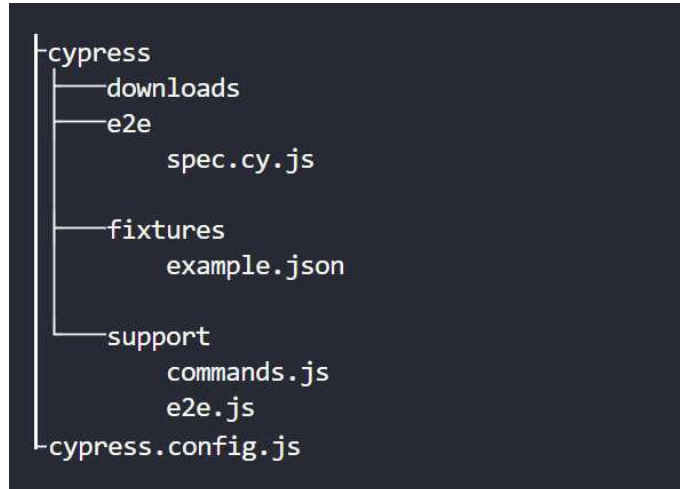 cypress
downloads
e2e
spec.cy.js
fixtures
example.json
support
commands.js
e2e.js
cypress.config.js